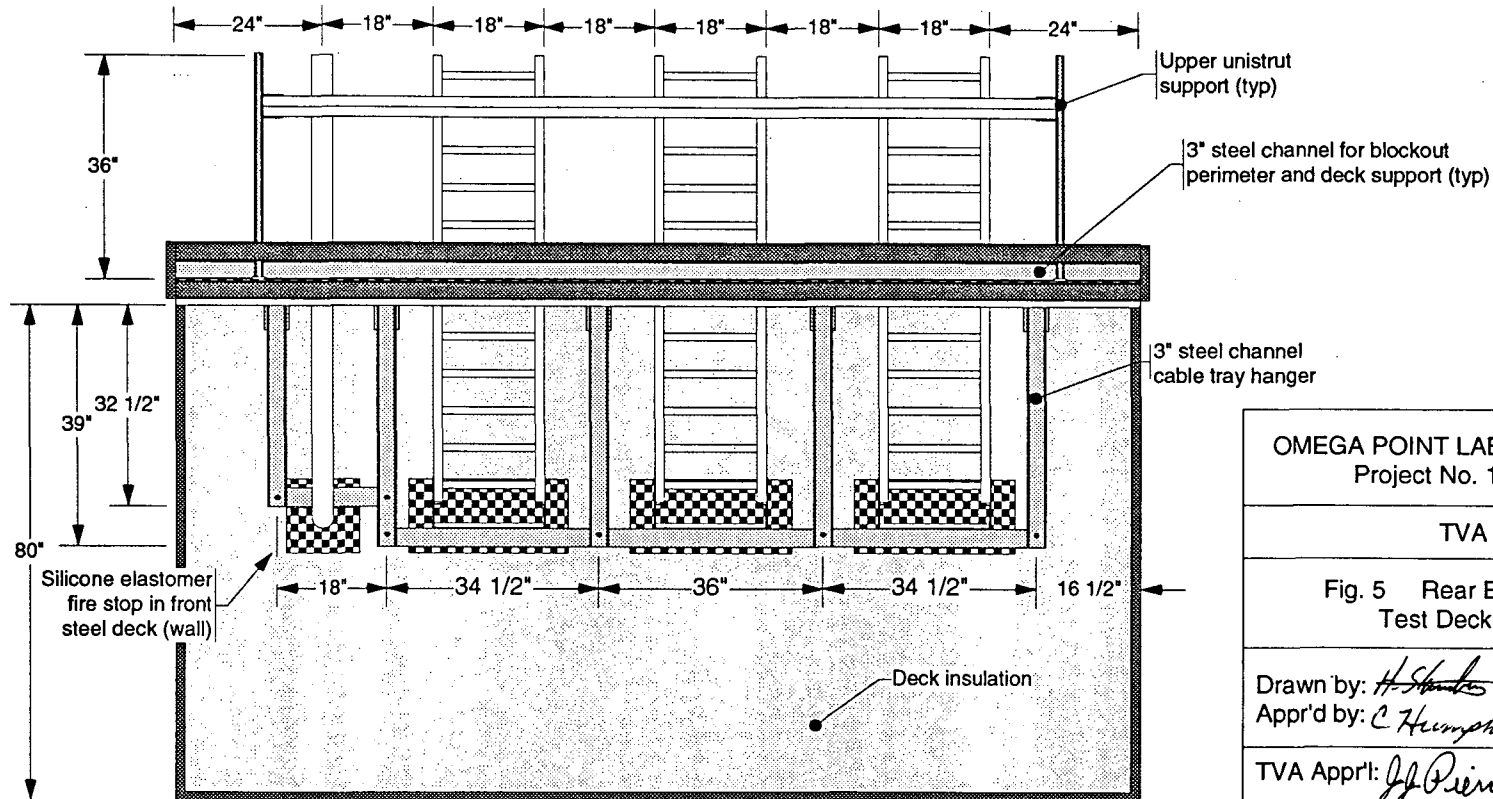 24" 18" 18" 18" 18" 18" 18" 24"
Upper unistrut
support (typ)
36"
3" steel channel for blockout
perimeter and deck support (typ)
3" steel channel
cable tray hanger
32 1/2"
39"
80"
Silicone elastomer
fire stop in front
steel deck (wall)
18" 34 1/2" 36" 34 1/2" 16 1/2"
Deck insulation
OMEGA POINT LAB
Project No. 1
TVA
Fig. 5 Rear E
Test Deck
Drawn by:
Appr'd by: C Humph
TVA Appr'l: JJ Pier